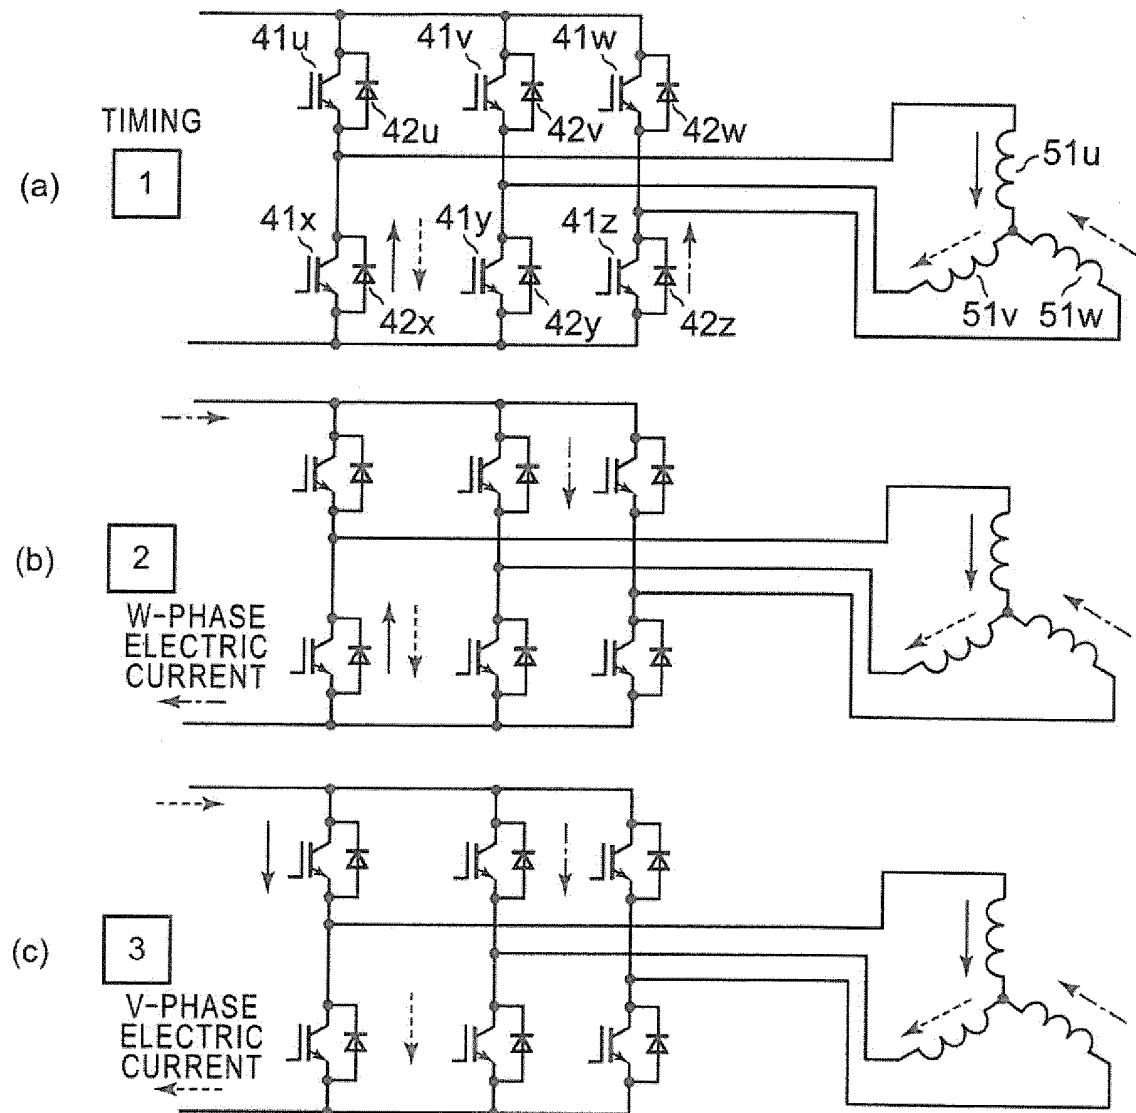 41u 41v 41w
TIMING
42u 42v 42w
(a) 1
51u
41x 41y 41z
42x 42y 42z
51v 51w
(b) 2
W-PHASE
ELECTRIC
CURRENT
(c) 3
V-PHASE
ELECTRIC
CURRENT